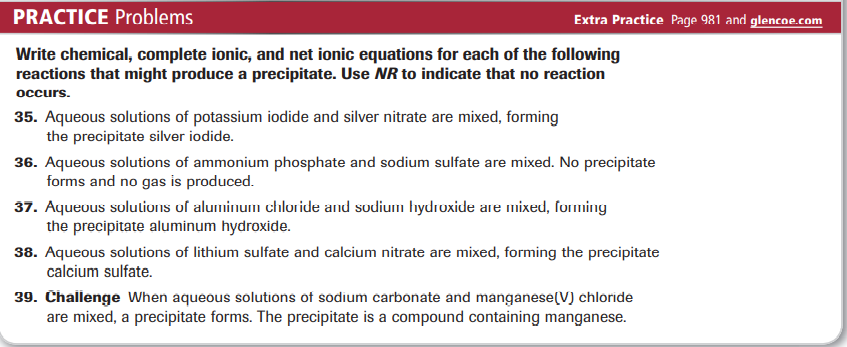 PRACTICE Problems
Extra Practice Page 981 and glencoe.com
Write chemical, complete ionic, and net ionic equations for each of the following
reactions that might produce a precipitate. Use NR to indicate that no reaction
occurs.
35. Aqueous solutions of potassium iodide and silver nitrate are mixed, forming
the precipitate silver iodide.
36. Aqueous solutions of ammonium phosphate and sodium sulfate are mixed. No precipitate
forms and no gas is produced.
37. Aqueous solutions of aluminum chloride and sodium hydroxide are mixed, forming
the precipitate aluminum hydroxide.
38. Aqueous solutions of lithium sulfate and calcium nitrate are mixed, forming the precipitate
calcium sulfate.
39. Challenge When aqueous solutions of sodium carbonate and manganese(V) chloride
are mixed, a precipitate forms. The precipitate is a compound containing manganese.